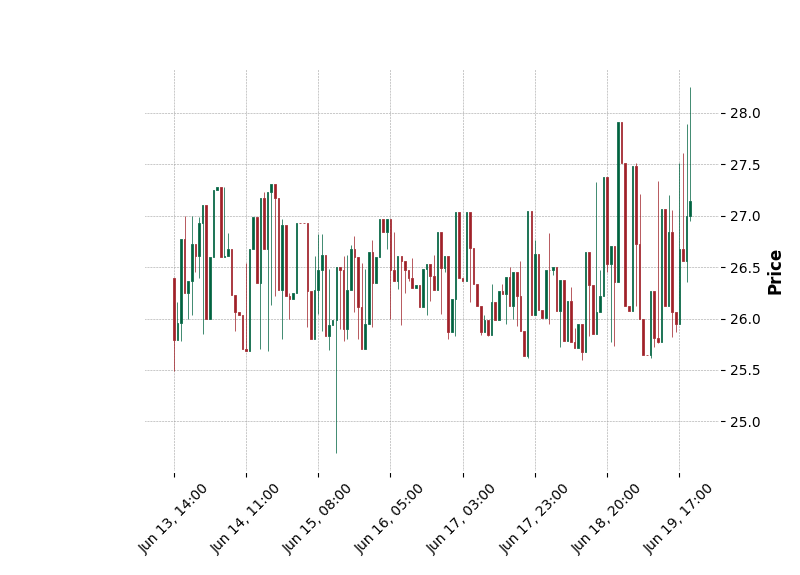 28.0
27.5
27.0
26.5
26.0
25.5
25.0
Price
Jun 13, 14:00
Jun 14, 11:00
Jun 15, 08:00
Jun 16, 05:00
Jun 17, 03:00
Jun 17, 23:00
Jun 18, 20:00
Jun 19, 17:00